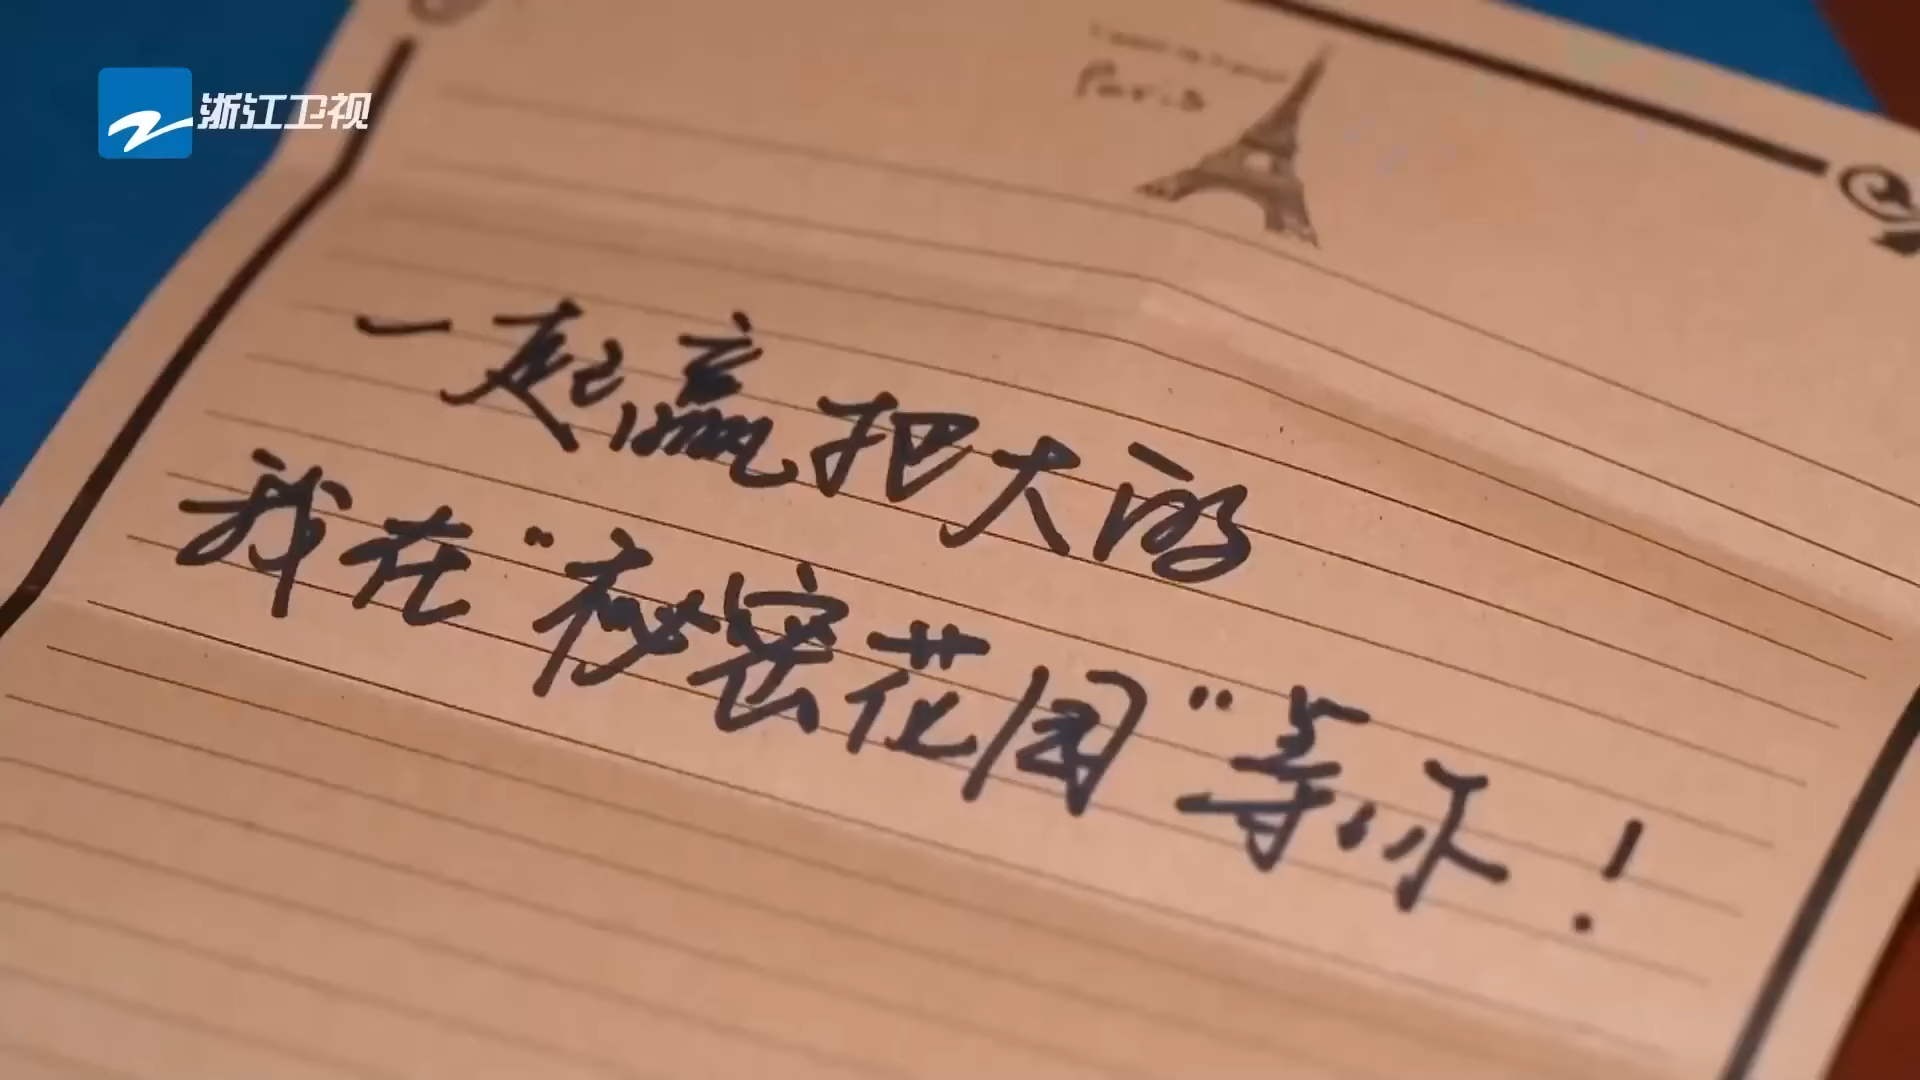 浙江卫视
Paris
一起赢把大的
我在“秘密花园”等你！